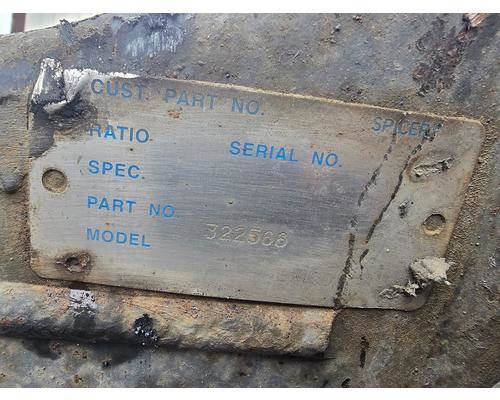 CUST. PART NO.
SPICER®
RATIO
SERIAL NO.
SPEC.
PART NO.
322568
MODEL